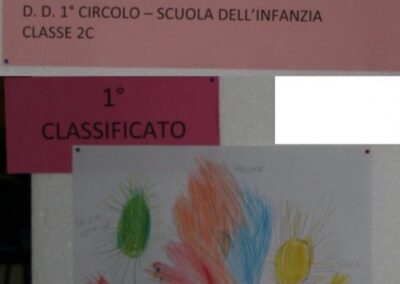 D. D. 1° CIRCOLO – SCUOLA DELL'INFANZIA
CLASSE 2C
1°
CLASSIFICATO